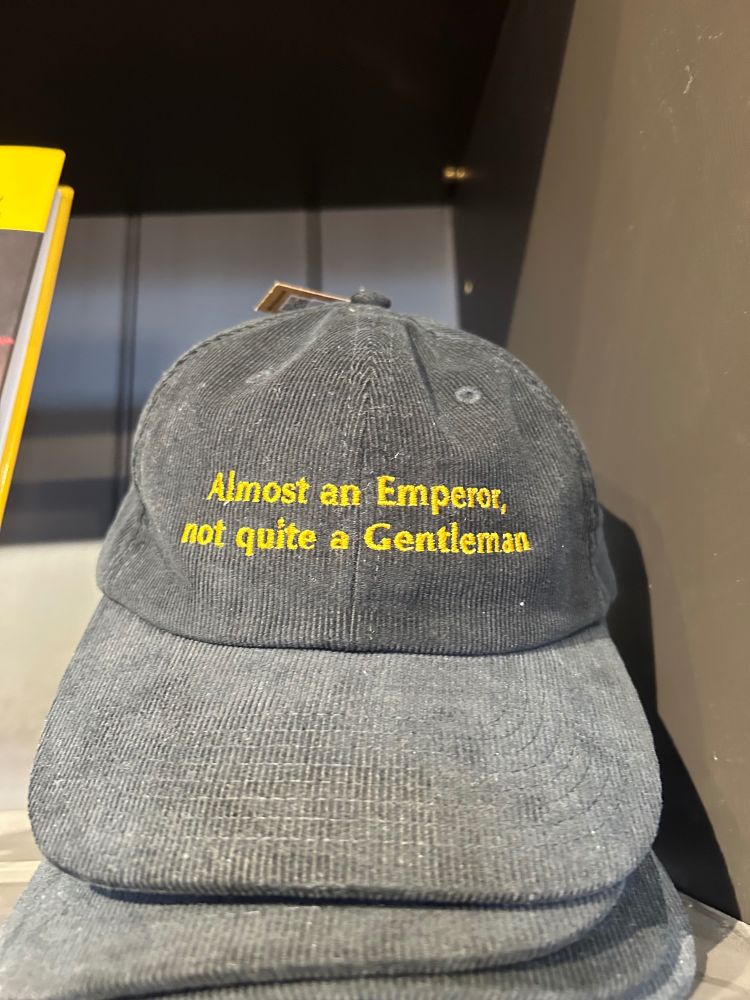 Almost an Emperor,
not quite a Gentleman